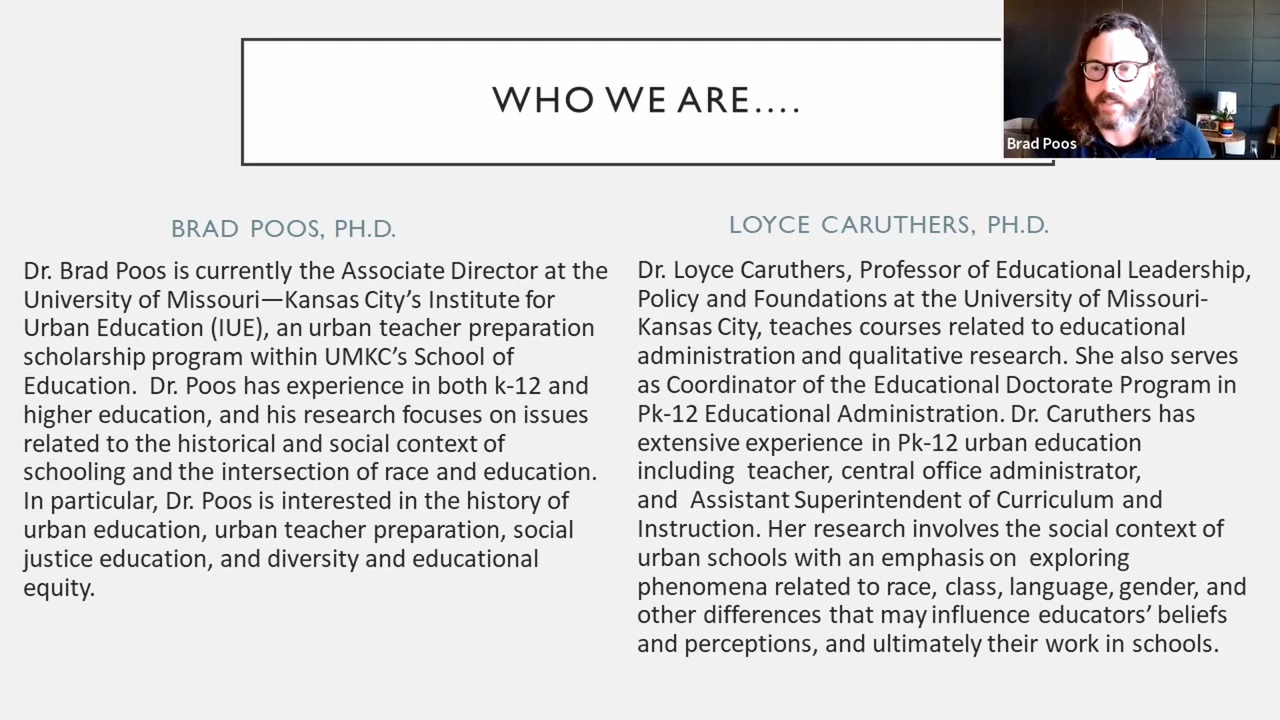 WHO WE ARE....
Brad Poos
BRAD POOS, PH.D.
Dr. Brad Poos is currently the Associate Director at the
University of Missouri—Kansas City's Institute for
Urban Education (IUE), an urban teacher preparation
scholarship program within UMKC's School of
Education.  Dr. Poos has experience in both k-12 and
higher education, and his research focuses on issues
related to the historical and social context of
schooling and the intersection of race and education.
In particular, Dr. Poos is interested in the history of
urban education, urban teacher preparation, social
justice education, and diversity and educational
equity.
LOYCE CARUTHERS, PH.D.
Dr. Loyce Caruthers, Professor of Educational Leadership,
Policy and Foundations at the University of Missouri-
Kansas City, teaches courses related to educational
administration and qualitative research. She also serves
as Coordinator of the Educational Doctorate Program in
Pk-12 Educational Administration. Dr. Caruthers has
extensive experience in Pk-12 urban education
including  teacher, central office administrator,
and  Assistant Superintendent of Curriculum and
Instruction. Her research involves the social context of
urban schools with an emphasis on  exploring
phenomena related to race, class, language, gender, and
other differences that may influence educators' beliefs
and perceptions, and ultimately their work in schools.